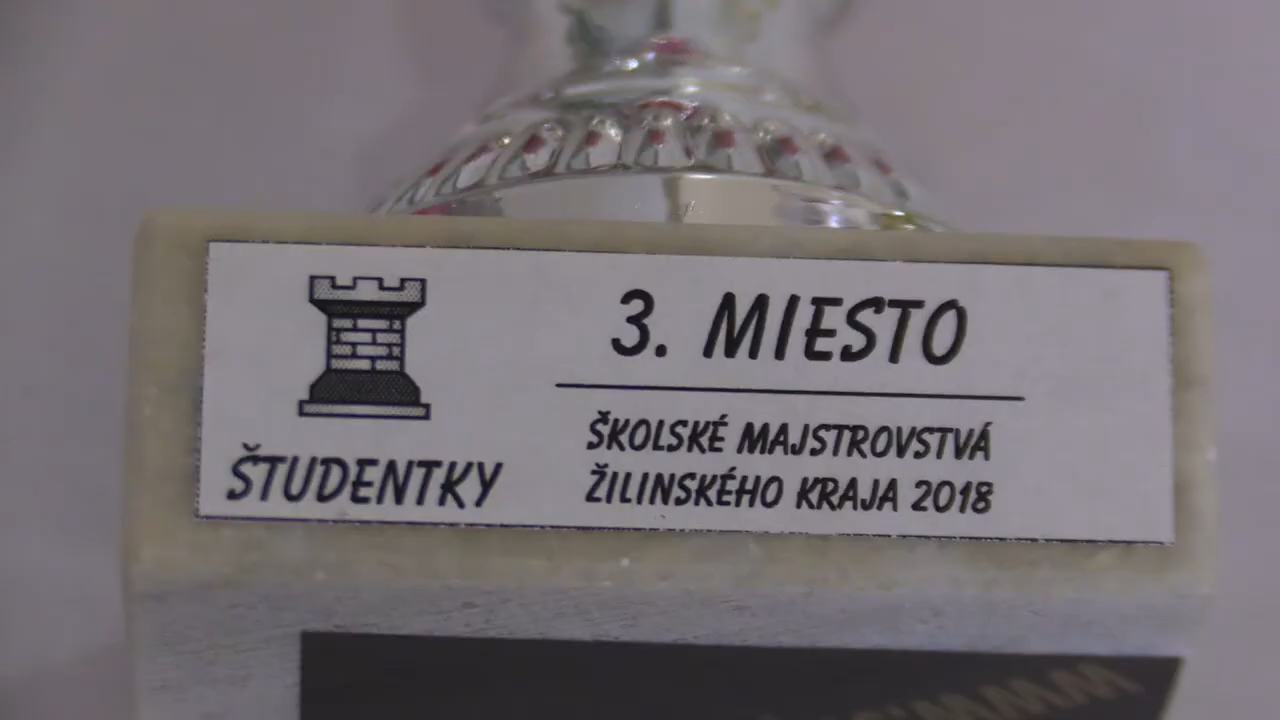 3. MIESTO
ŠKOLSKÉ MAJSTROVSTVÁ
ŽILINSKÉHO KRAJA 2018
ŠTUDENTKY